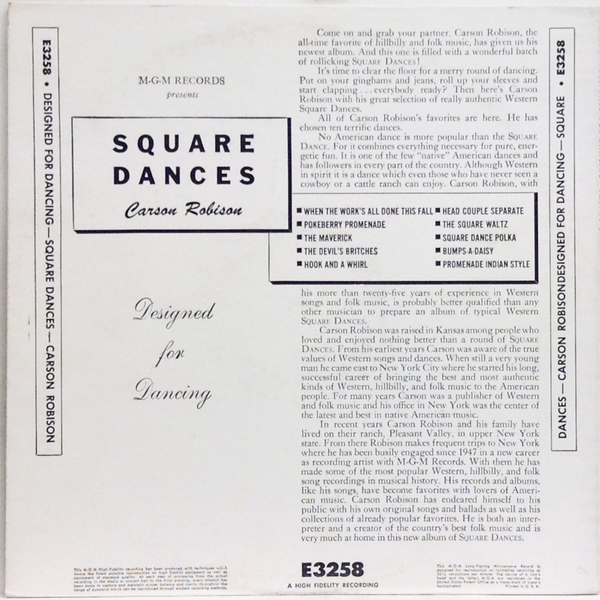 E3258 • DESIGNED FOR DANCING — SQUARE DANCES — CARSON ROBISON
M-G-M RECORDS
presents
SQUARE
DANCES
Carson Robison
Designed
for
Dancing
Come on and grab your partner. Carson Robison, the
all-time favorite of hillbilly and folk music, has given us his
newest album. And this one is filled with a wonderful batch
of rollicking SQUARE DANCES!
It's time to clear the floor for a merry round of dancing.
Put on your ginghams and jeans, roll up your sleeves and
start clapping . . . everybody ready? Then here's Carson
Robison with his great selection of really authentic Western
Square Dances.
All of Carson Robison's favorites are here. He has
chosen ten terrific dances.
No American dance is more popular than the SQUARE
DANCE. For it combines everything necessary for pure, ener-
getic fun. It is one of the few "native" American dances and
has followers in every part of the country. Although Western
in spirit it is a dance which even those who have never seen a
cowboy or a cattle ranch can enjoy. Carson Robison, with
■ WHEN THE WORK'S ALL DONE THIS FALL
■ POKEBERRY PROMENADE
■ THE MAVERICK
■ THE DEVIL'S BRITCHES
■ HOOK AND A WHIRL
■ HEAD COUPLE SEPARATE
■ THE SQUARE WALTZ
■ SQUARE DANCE POLKA
■ BUMPS-A-DAISY
■ PROMENADE INDIAN STYLE
his more than twenty-five years of experience in Western
songs and folk music, is probably better qualified than any
other musician to prepare an album of typical Western
SQUARE DANCES.
Carson Robison was raised in Kansas among people who
loved and enjoyed nothing better than a round of SQUARE
DANCES. From his earliest years Carson was aware of the true
values of Western songs and dances. When still a very young
man he came east to New York City where he started his long,
successful career of bringing the best and most authentic
kinds of Western, hillbilly, and folk music to the American
people. For many years Carson was a publisher of Western
and folk music and his office in New York was the center of
the latest and best in native American music.
In recent years Carson Robison and his family have
lived on their ranch, Pleasant Valley, in upper New York
state. From there Robison makes frequent trips to New York
where he has been busily engaged since 1947 in a new career
as recording artist with M-G-M Records. With them he has
made some of the most popular Western, hillbilly, and folk
song recordings in musical history. His records and albums,
like his songs, have become favorites with lovers of Ameri-
can music. Carson Robison has endeared himself to his
public with his own original songs and ballads as well as his
collections of already popular favorites. He is both an inter-
preter and a creator of the country's best folk music and is
very much at home in this new album of SQUARE DANCES.
DANCES — CARSON ROBISONDESIGNED FOR DANCING — SQUARE • E3258
E3258
A HIGH FIDELITY RECORDING